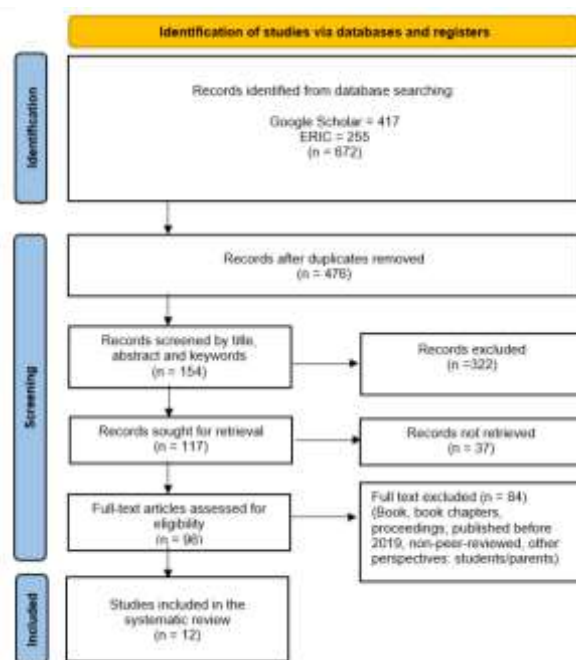 Identification of studies via databases and registers
Identification
Records identified from database searching:
Google Scholar = 417
ERIC = 255
(n = 672)
Screening
Records after duplicates removed
(n = 476)
Records screened by title,
abstract and keywords
(n = 154)
Records excluded
(n =322)
Records sought for retrieval
(n = 117)
Records not retrieved
(n = 37)
Full-text articles assessed for
eligibility
(n = 96)
Full text excluded (n = 84)
(Book, book chapters,
proceedings, published before
2019, non-peer-reviewed, other
perspectives: students/parents)
Included
Studies included in the
systematic review
(n = 12)